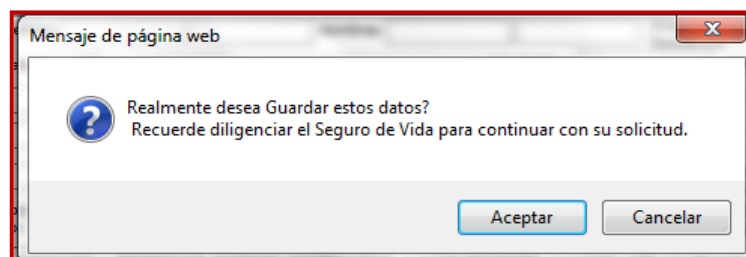 Mensaje de página web
Realmente desea Guardar estos datos?
Recuerde diligenciar el Seguro de Vida para continuar con su solicitud.
Aceptar
Cancelar